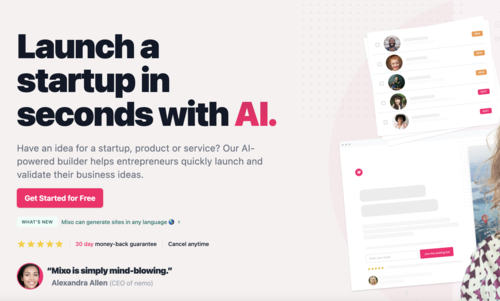 Launch a
startup in
seconds with AI.
Have an idea for a startup, product or service? Our AI-
powered builder helps entrepreneurs quickly launch and
validate their business ideas.
Get Started for Free
WHAT'S NEW Mixo can generate sites in any language
30 day money-back guarantee Cancel anytime
“Mixo is simply mind-blowing.”
Alexandra Allen (CEO of nemo)